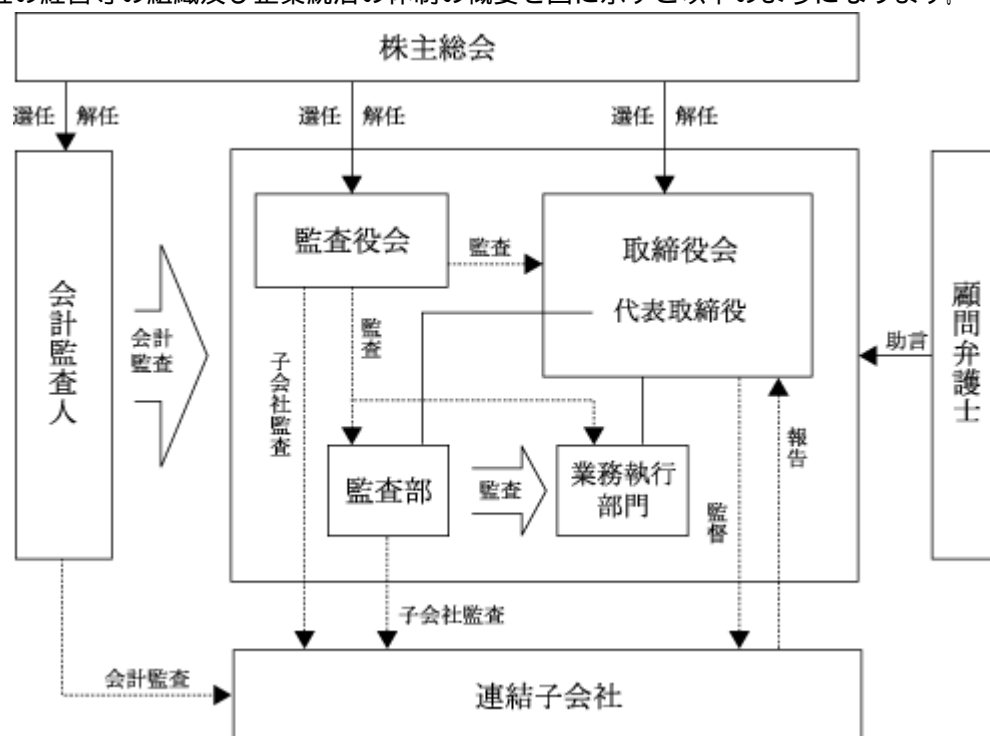 社の経営等の組織及び企業統治の体制の概要を図に示すと以下のようになります。
株主総会
選任 解任
選任 解任
選任 解任
会計監査人
会計
監査
監査役会
監査
取締役会
代表取締役
監査
子会社監査
監査部
監査
業務執行
部門
監督
報告
助言
顧問弁護士
子会社監査
会計監査
連結子会社